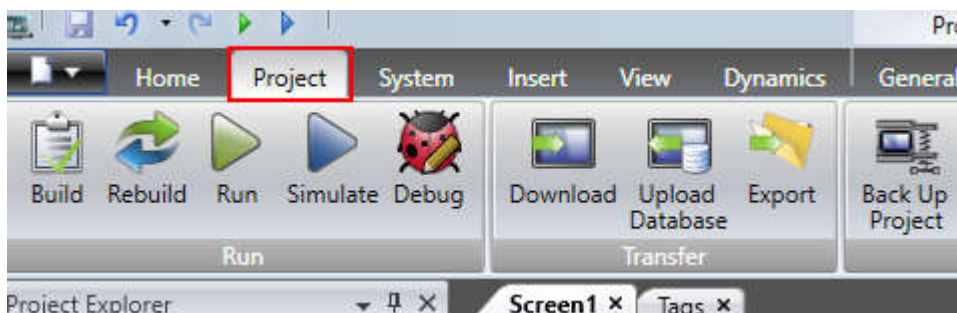 Home Project System Insert View Dynamics General
Build Rebuild Run Simulate Debug Download Upload Database Export Back Up Project
Run Transfer
Project Explorer Screen1 Tags